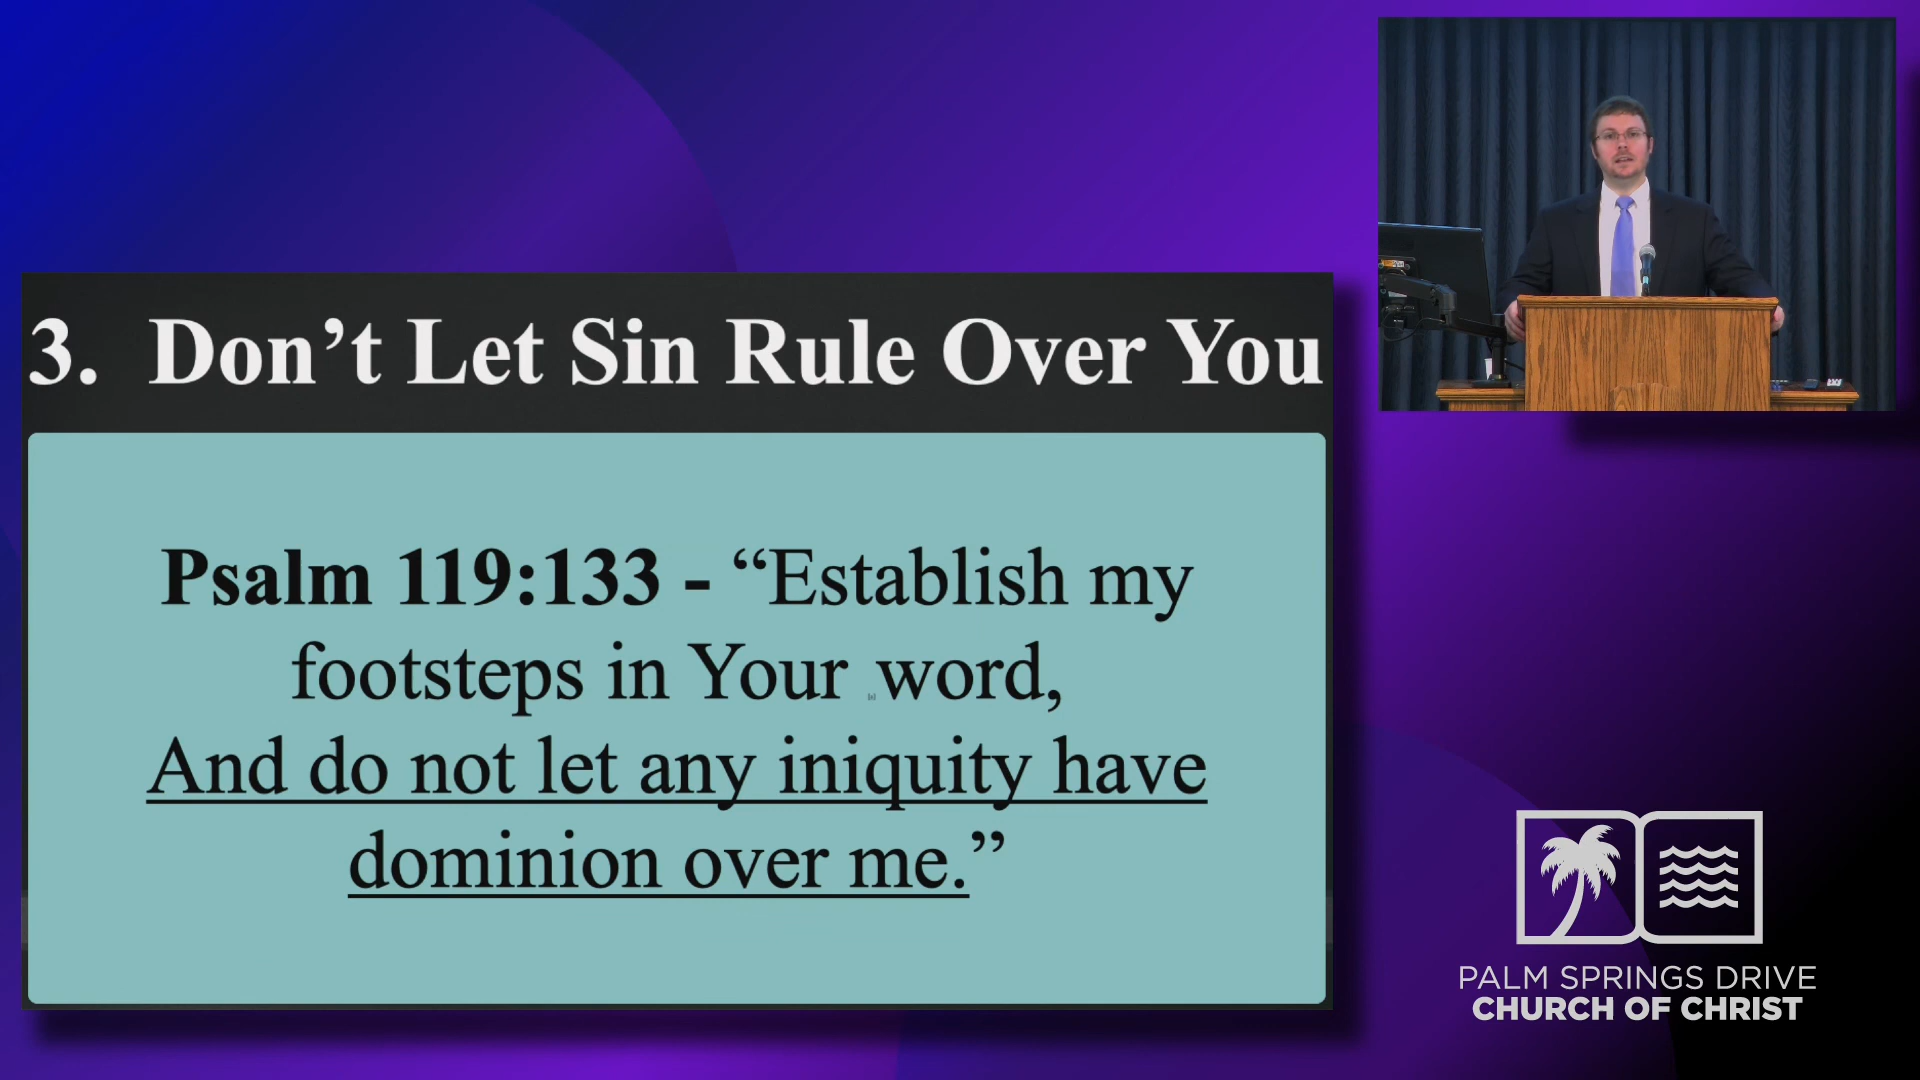 3. Don’t Let Sin Rule Over You
Psalm 119:133 - “Establish my
footsteps in Your word,
And do not let any iniquity have
dominion over me.”
PALM SPRINGS DRIVE
CHURCH OF CHRIST